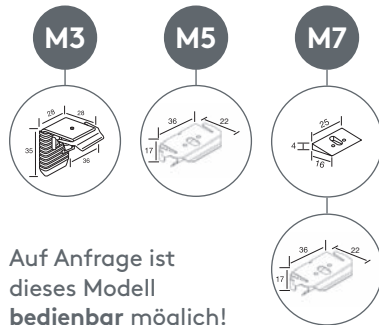 M3 M5 M7
28 28 35 36
36 22 17
25 4 16
36 22 17
Auf Anfrage ist
dieses Modell
bedienbar möglich!